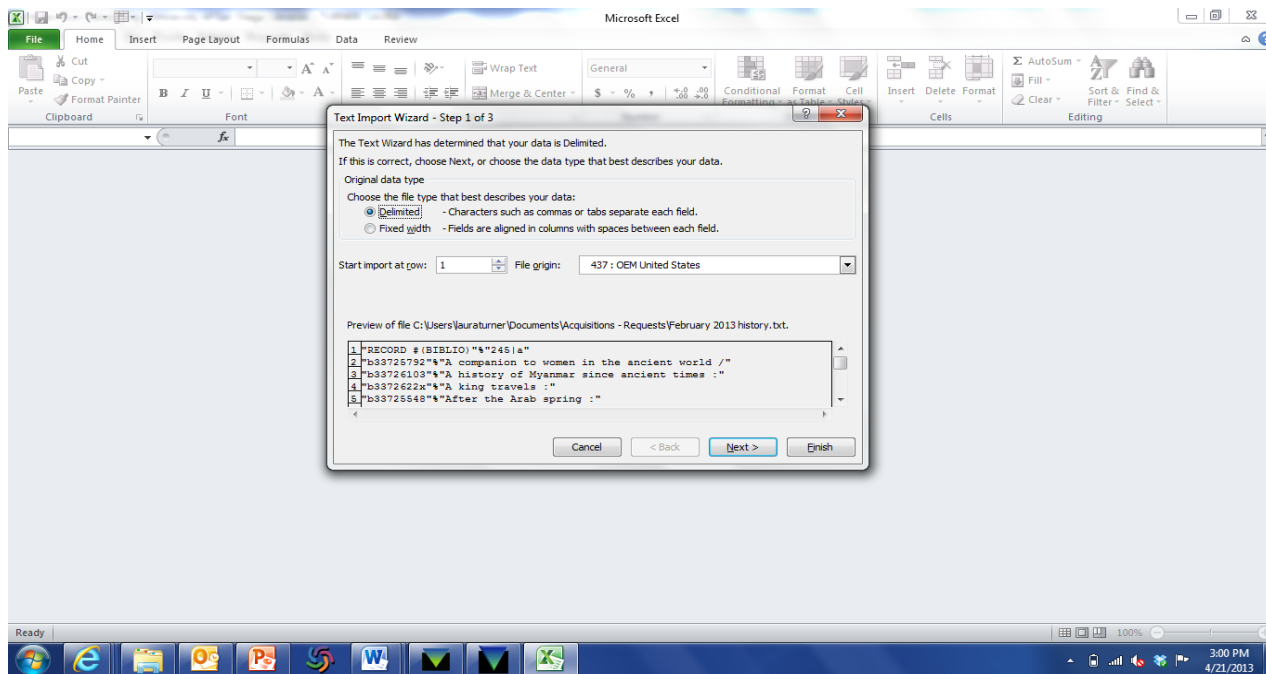 Microsoft Excel
File Home Insert Page Layout Formulas Data Review
Cut
Copy
Format Painter
Paste
Clipboard
B I U
A A
A
Font
Wrap Text
Merge & Center
General
$ % , .0 .00 .00 .0
Conditional Formatting
Format as Table
Cell Styles
Insert Delete Format
Cells
Σ AutoSum
Fill
Clear
Sort & Filter
Find & Select
Editing
fx
Text Import Wizard - Step 1 of 3
The Text Wizard has determined that your data is Delimited.
If this is correct, choose Next, or choose the data type that best describes your data.
Original data type
Choose the file type that best describes your data:
Delimited - Characters such as commas or tabs separate each field.
Fixed width - Fields are aligned in columns with spaces between each field.
Start import at row: 1 File origin: 437 : OEM United States
Preview of file C:\Users\lauraturner\Documents\Acquisitions - Requests\February 2013 history.txt.
1 "RECORD #(BIBLIO)"%"245|a"
2 "b33725792"%"A companion to women in the ancient world /"
3 "b33726103"%"A history of Myanmar since ancient times :"
4 "b3372622x"%"A king travels :"
5 "b33725548"%"After the Arab spring :"
Cancel < Back Next > Finish
Ready 100%
3:00 PM
4/21/2013